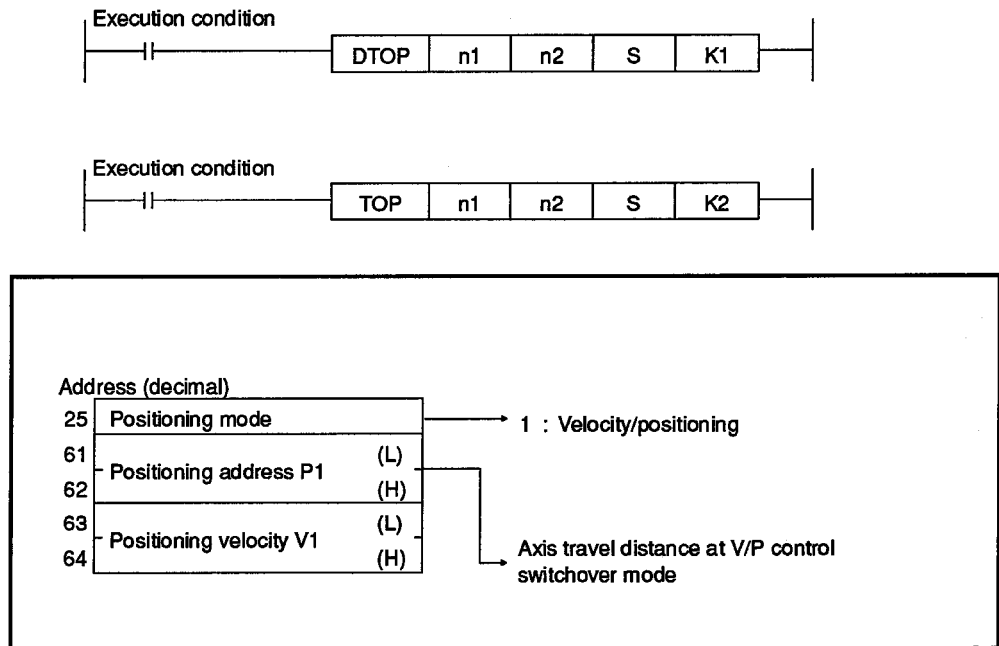 Execution condition
DTOP n1 n2 S K1
Execution condition
TOP n1 n2 S K2
Address (decimal)
25 Positioning mode
1 : Velocity/positioning
61 (L)
Positioning address P1
62 (H)
63 (L)
Positioning velocity V1
64 (H)
Axis travel distance at V/P control
switchover mode